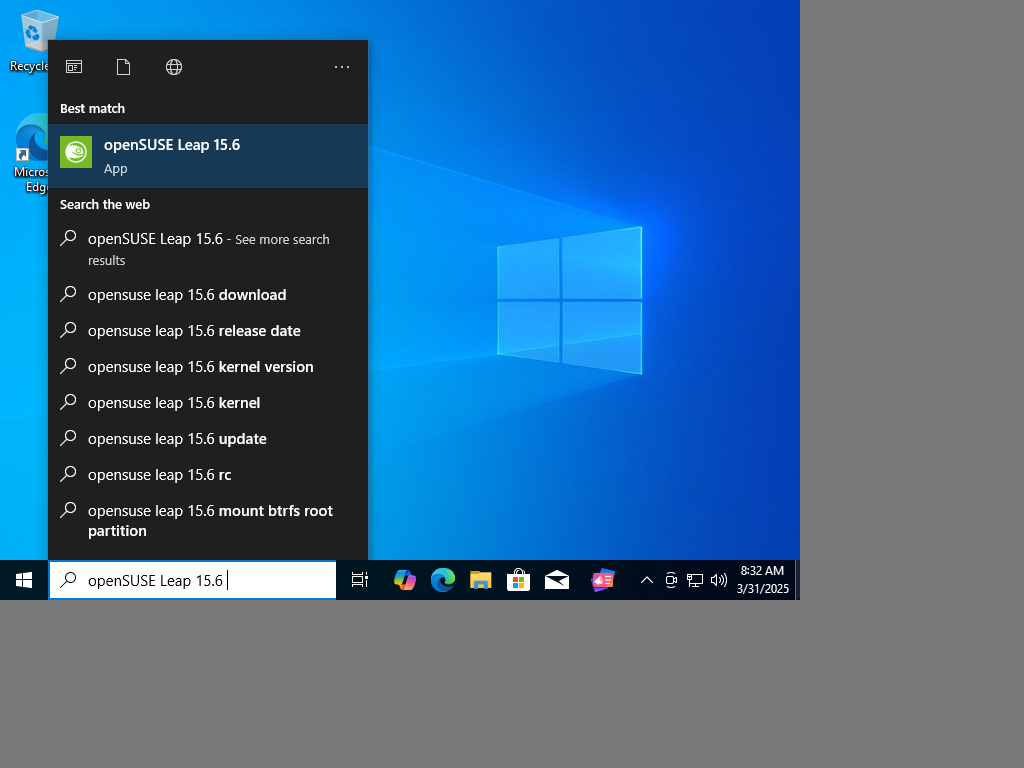 Recycle
Micros
Edg
Best match
openSUSE Leap 15.6
App
Search the web
openSUSE Leap 15.6 - See more search
results
opensuse leap 15.6 download
opensuse leap 15.6 release date
opensuse leap 15.6 kernel version
opensuse leap 15.6 kernel
opensuse leap 15.6 update
opensuse leap 15.6 rc
opensuse leap 15.6 mount btrfs root
partition
openSUSE Leap 15.6
8:32 AM
3/31/2025